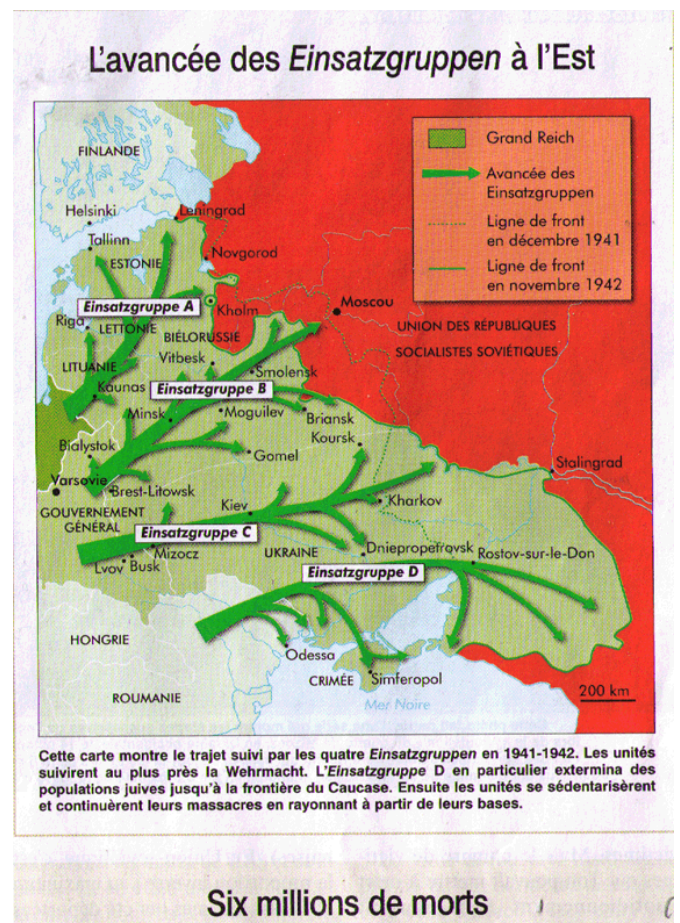 L'avancée des Einsatzgruppen à l'Est
FINLANDE
Grand Reich
Avancée des
Einsatzgruppen
Ligne de front
en décembre 1941
Ligne de front
en novembre 1942
Helsinki
Leningrad
Tallinn
Novgorod
ESTONIE
Einsatzgruppe A
Kholm
Moscou
Riga
LETTONIE
UNION DES RÉPUBLIQUES
SOCIALISTES SOVIÉTIQUES
BIÉLORUSSIE
Vitbesk
LITUANIE
Smolensk
Kaunas
Einsatzgruppe B
Minsk
Moguilev
Briansk
Koursk
Bialystok
Gomel
Stalingrad
Varsovie
Brest-Litowsk
Kharkov
GOUVERNEMENT
GÉNÉRAL
Kiev
Einsatzgruppe C
Mizocz
UKRAINE
Dniepropetrovsk
Rostov-sur-le-Don
Lvov
Busk
Einsatzgruppe D
HONGRIE
Odessa
CRIMÉE
Simferopol
200 km
ROUMANIE
Mer Noire
Cette carte montre le trajet suivi par les quatre Einsatzgruppen en 1941-1942. Les unités
suivirent au plus près la Wehrmacht. L'Einsatzgruppe D en particulier extermina des
populations juives jusqu'à la frontière du Caucase. Ensuite les unités se sédentarisèrent
et continuèrent leurs massacres en rayonnant à partir de leurs bases.
Six millions de morts